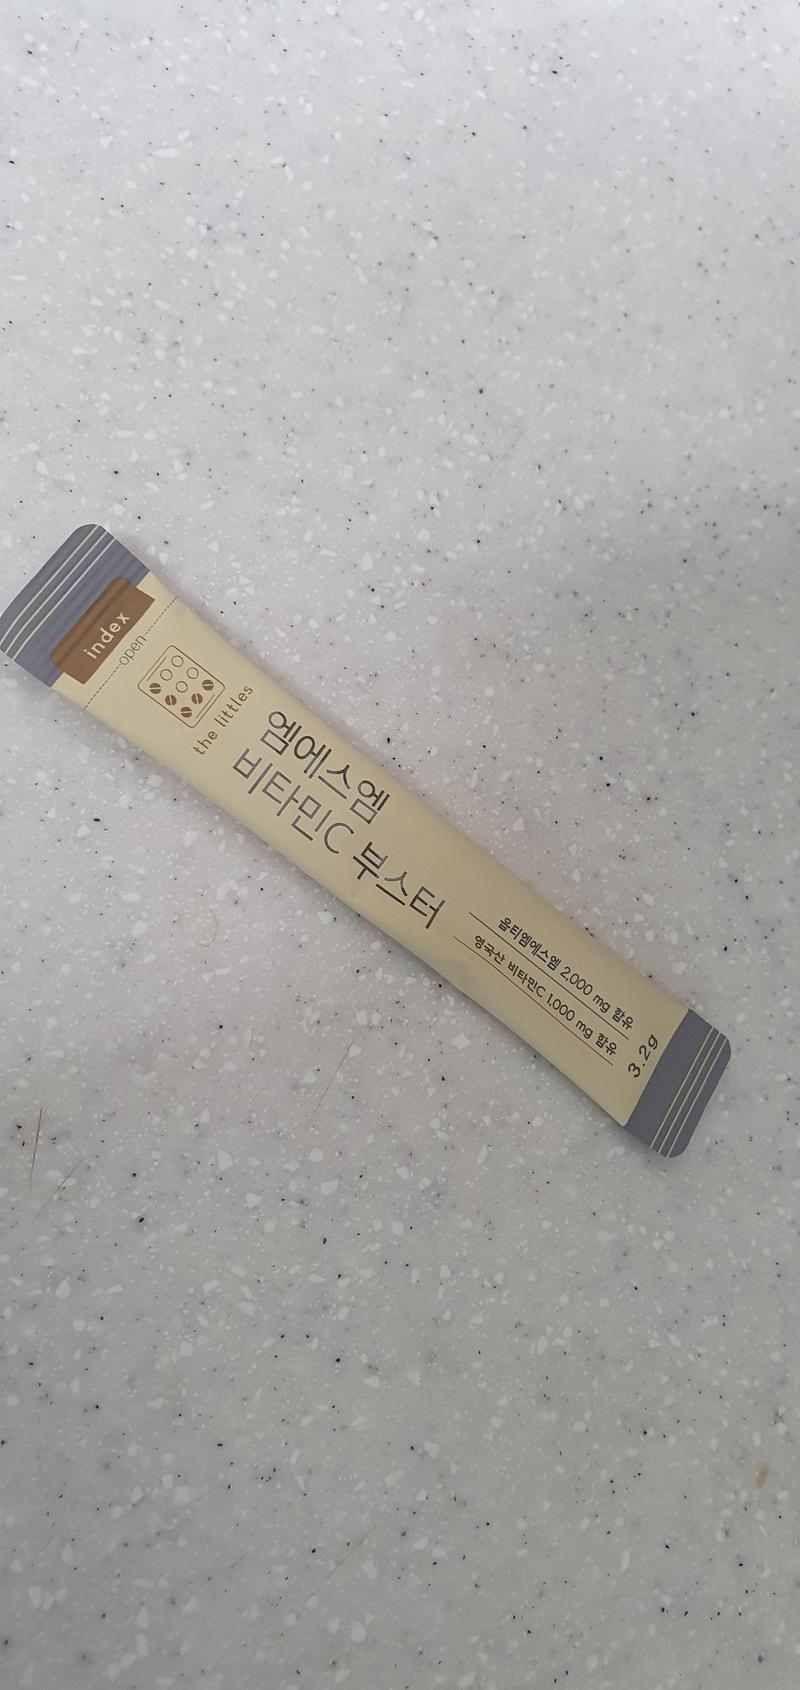 index
open
the littles
엠에스엠
비타민C 부스터
옵티엠에스엠 2,000 mg 함유
영국산 비타민C 1,000 mg 함유
3.2g